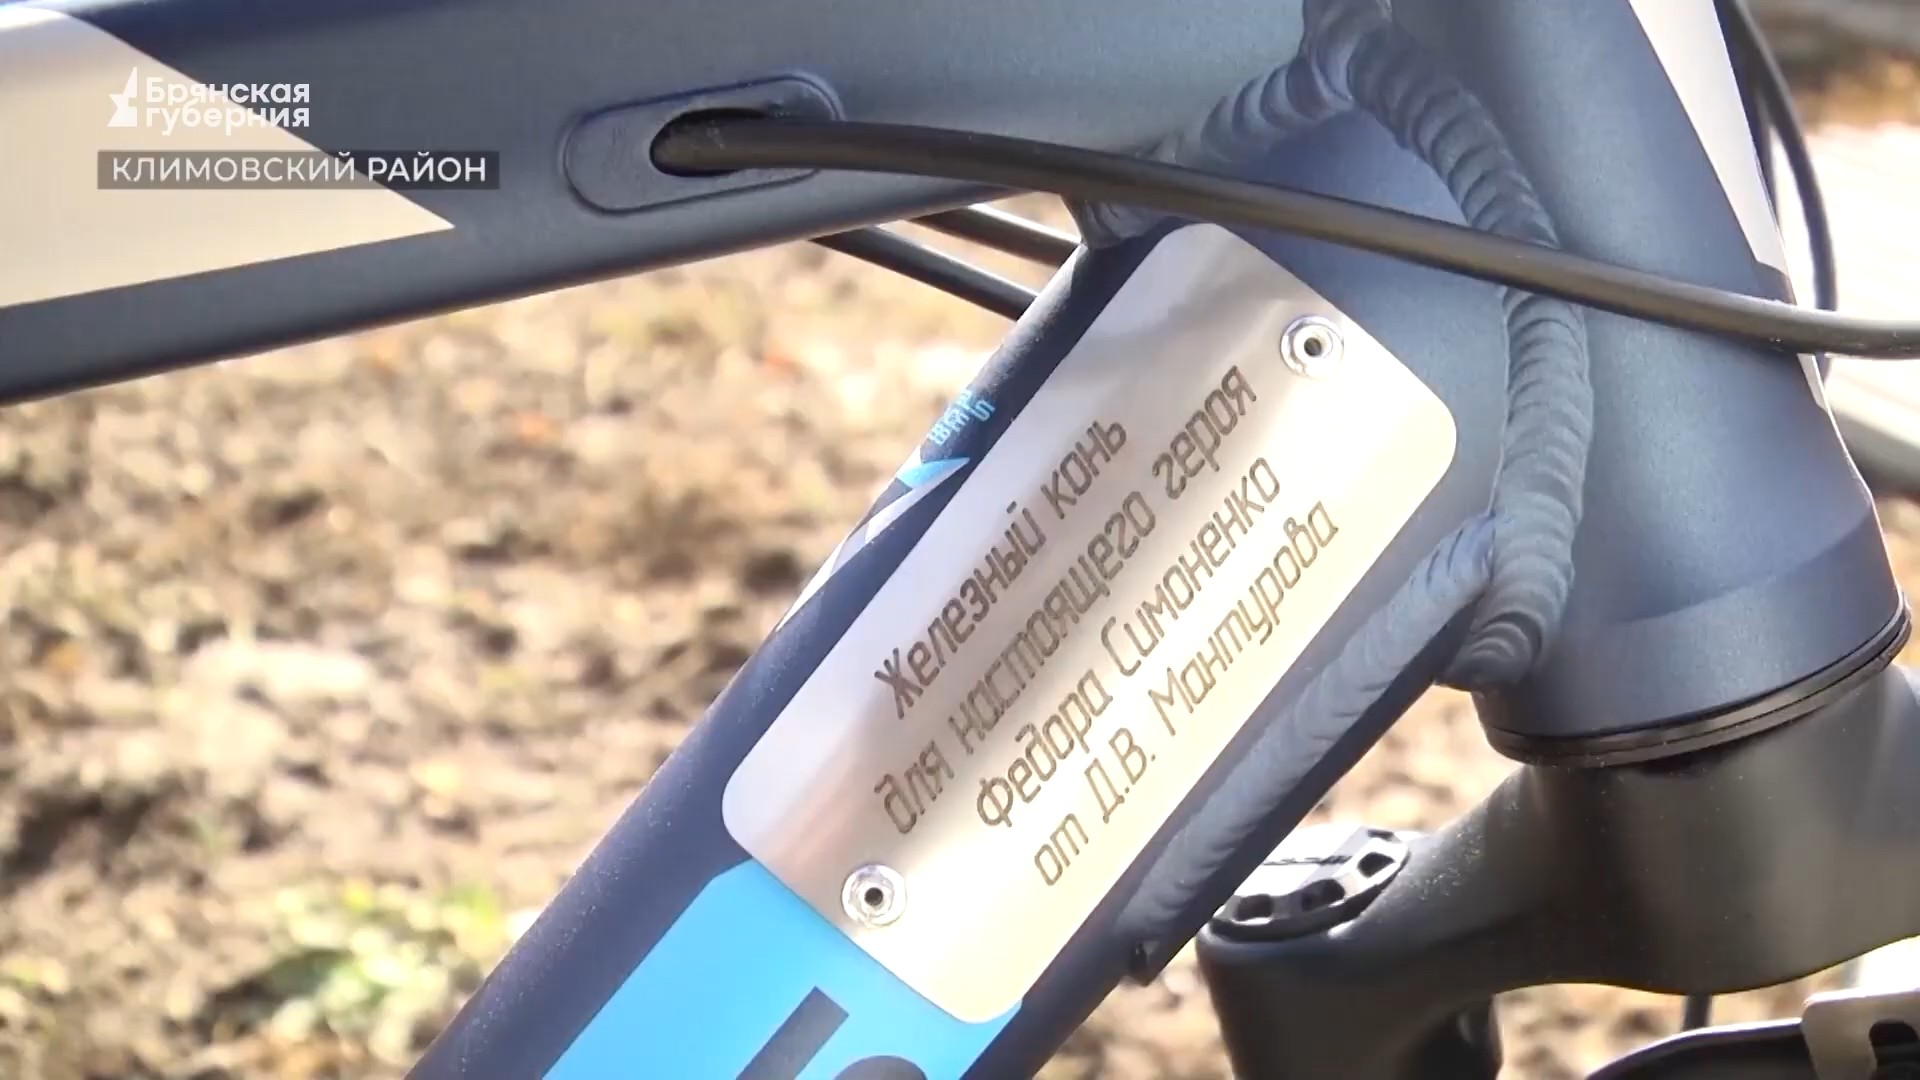 Брянская
губерния
КЛИМОВСКИЙ РАЙОН
Железный конь
для настоящего героя
Федора Симоненко
от Д.В. Мантурова